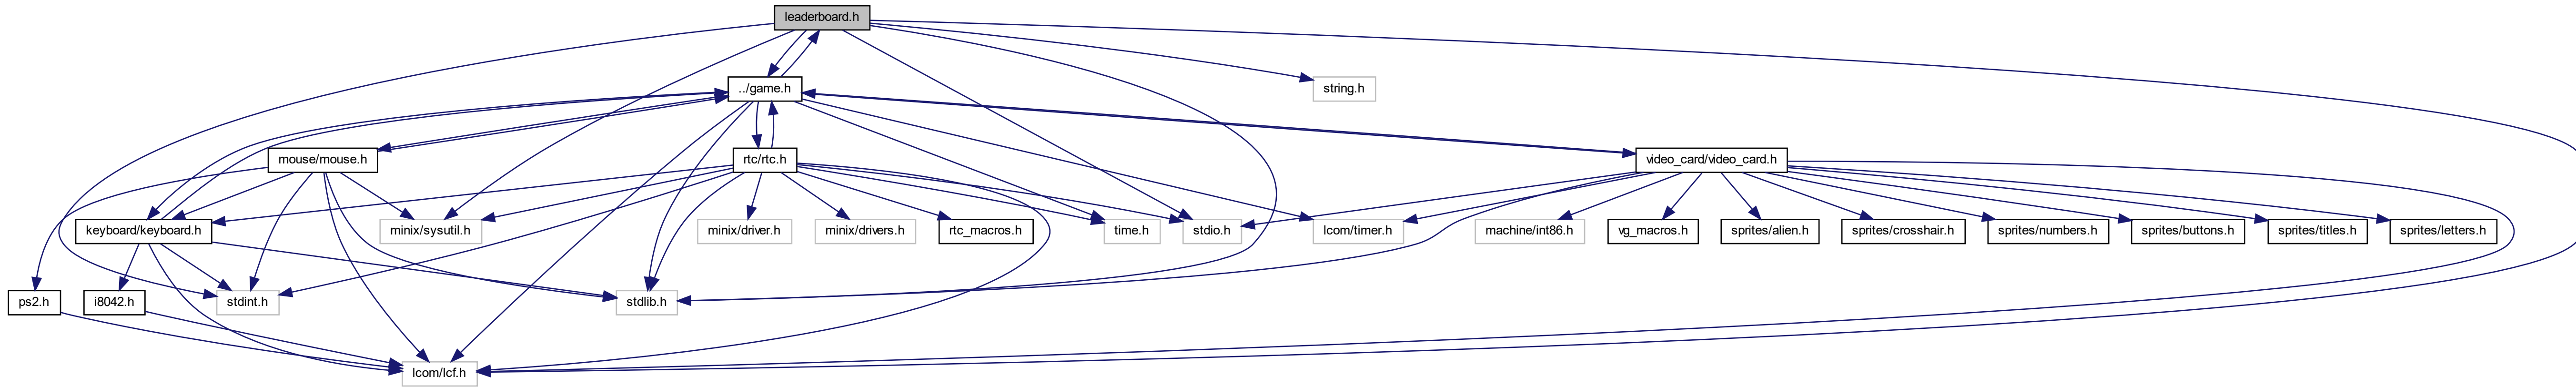 leaderboard.h
../game.h
string.h
mouse/mouse.h
rtc/rtc.h
video_card/video_card.h
keyboard/keyboard.h
minix/sysutil.h
minix/driver.h
minix/drivers.h
rtc_macros.h
time.h
stdio.h
lcom/timer.h
machine/int86.h
vg_macros.h
sprites/alien.h
sprites/crosshair.h
sprites/numbers.h
sprites/buttons.h
sprites/titles.h
sprites/letters.h
ps2.h
i8042.h
stdint.h
stdlib.h
lcom/lcf.h